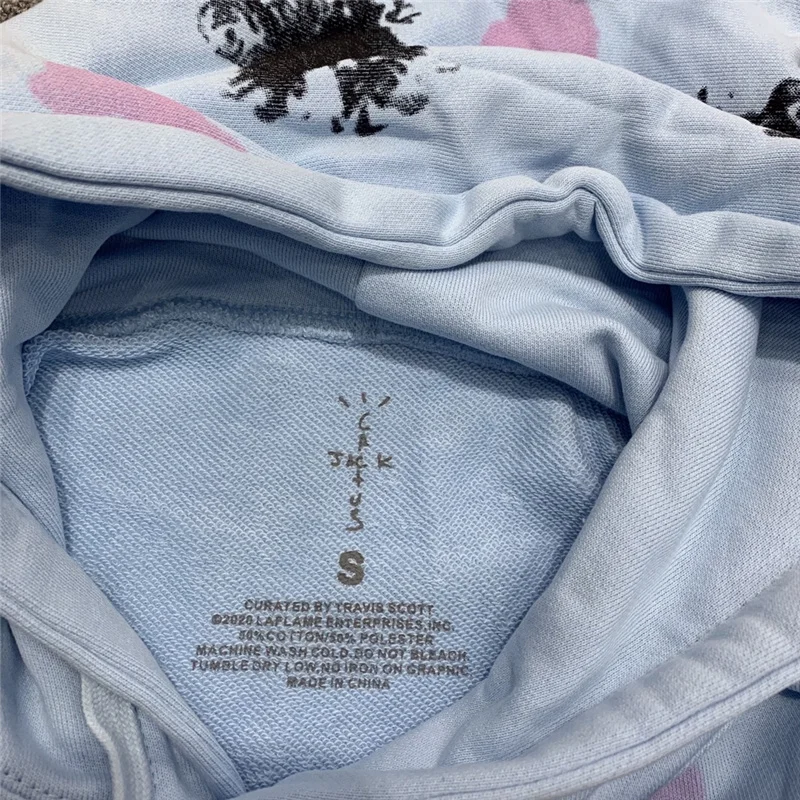 CACTUS
JACK
S
CURATED BY TRAVIS SCOTT
©2020 LAFLAME ENTERPRISES,INC.
50%COTTON/50% POLESTER
MACHINE WASH COLD.DO NOT BLEACH
TUMBLE DRY LOW,NO IRON ON GRAPHIC
MADE IN CHINA